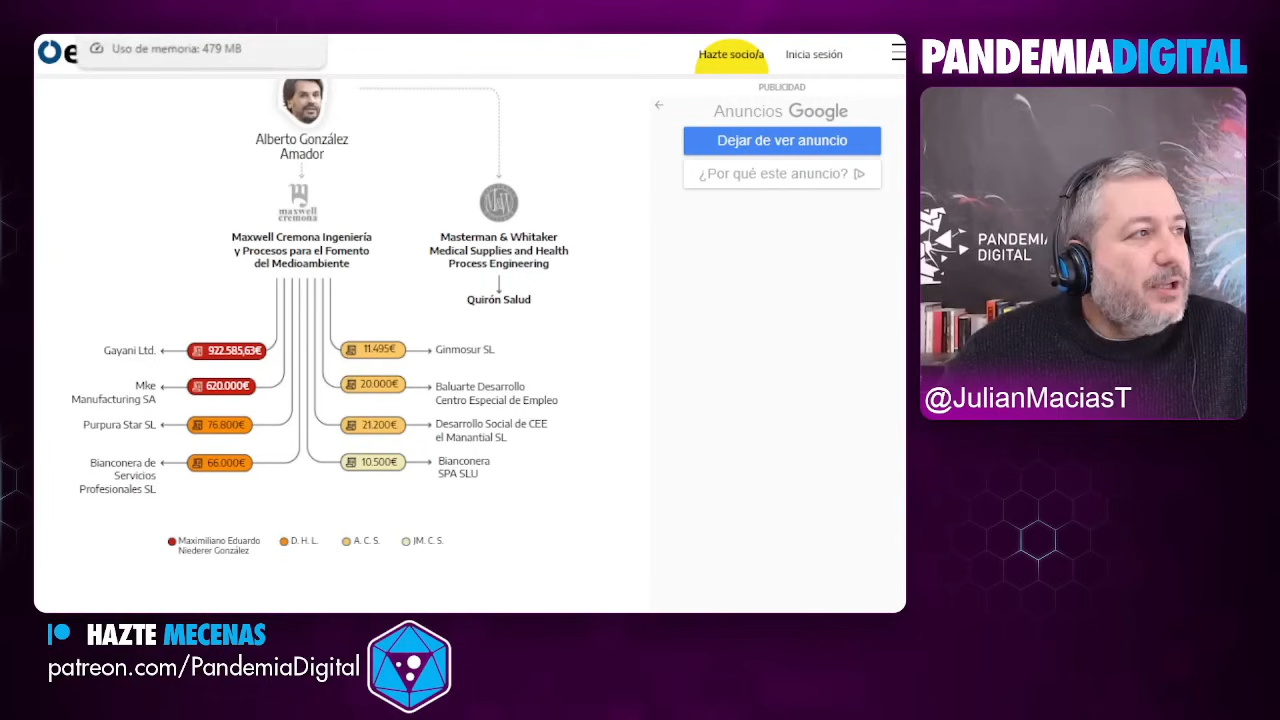 Uso de memoria: 479 MB
Hazte socio/a
Inicia sesión
PANDEMIADIGITAL
PUBLICIDAD
Anuncios Google
Dejar de ver anuncio
¿Por qué este anuncio?
Alberto González
Amador
maxwell
cremona
Maxwell Cremona Ingeniería
y Procesos para el Fomento
del Medioambiente
Masterman & Whitaker
Medical Supplies and Health
Process Engineering
Quirón Salud
Gayani Ltd.
922.585,63€
11.495€
Ginmosur SL
Mke
Manufacturing SA
620.000€
20.000€
Baluarte Desarrollo
Centro Especial de Empleo
Purpura Star SL
76.800€
21.200€
Desarrollo Social de CEE
el Manantial SL
Bianconera de
Servicios
Profesionales SL
66.000€
10.500€
Bianconera
SPA SLU
Maximiliano Eduardo
Niederer González
D. H. L.
A. C. S.
JM. C. S.
PANDEMIA
DIGITAL
@JulianMaciasT
HAZTE MECENAS
patreon.com/PandemiaDigital